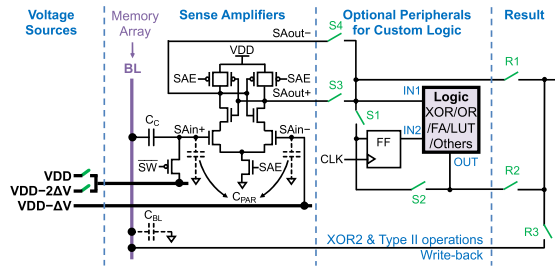 Voltage
Sources
Memory
Array
Sense Amplifiers
Optional Peripherals
for Custom Logic
Result
SAout−
S4
VDD
BL
SAE
SAE
SAout+
S3
R1
IN1
Logic
XOR/OR
/FA/LUT
/Others
S1
CC
SAin+
SAin−
FF
IN2
CLK
OUT
SW
SAE
VDD
VDD−2ΔV
VDD−ΔV
CPAR
S2
R2
CBL
R3
XOR2 & Type II operations
Write-back